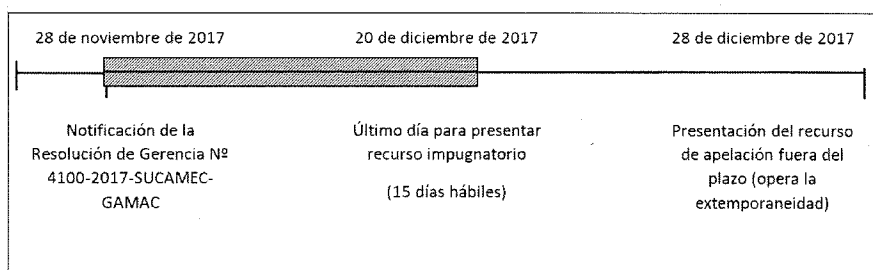 28 de noviembre de 2017
20 de diciembre de 2017
28 de diciembre de 2017
Notificación de la
Resolución de Gerencia Nº
4100-2017-SUCAMEC-
GAMAC
Último día para presentar
recurso impugnatorio
(15 días hábiles)
Presentación del recurso
de apelación fuera del
plazo (opera la
extemporaneidad)